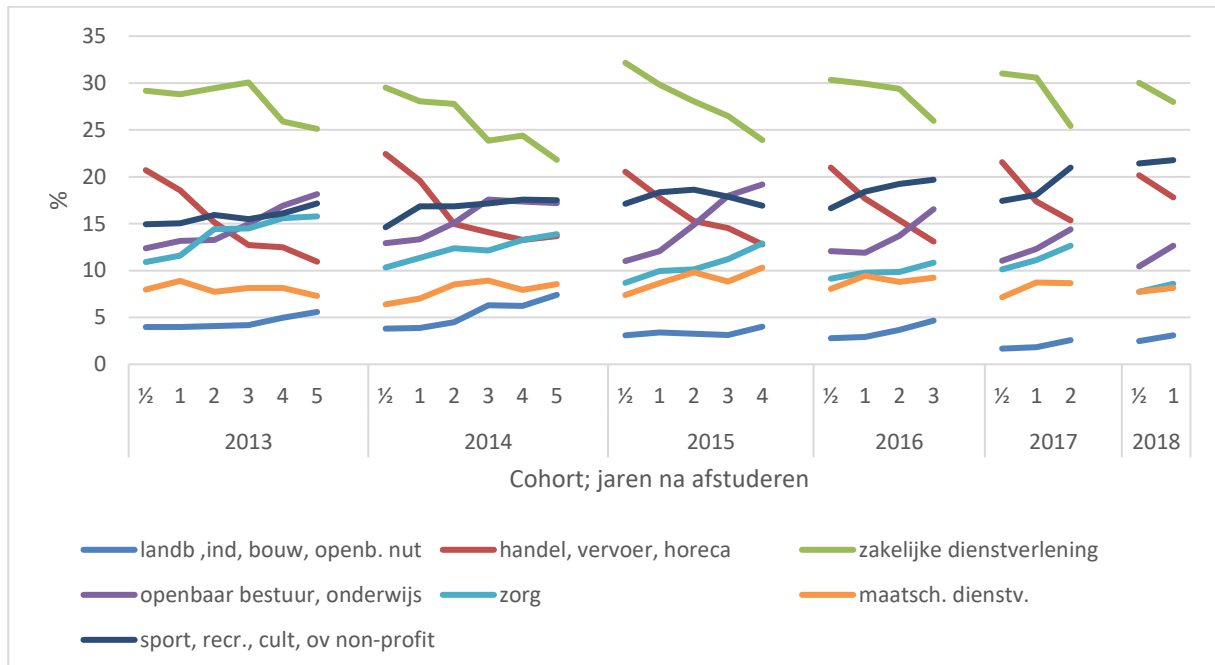 35
30
25
20
15
10
5
0
%
½ 1 2 3 4 5 ½ 1 2 3 4 5 ½ 1 2 3 4 ½ 1 2 3 ½ 1 2 ½ 1
2013 2014 2015 2016 2017 2018
Cohort; jaren na afstuderen
landb ,ind, bouw, openb. nut handel, vervoer, horeca zakelijke dienstverlening
openbaar bestuur, onderwijs zorg maatsch. dienstv.
sport, recr., cult, ov non-profit